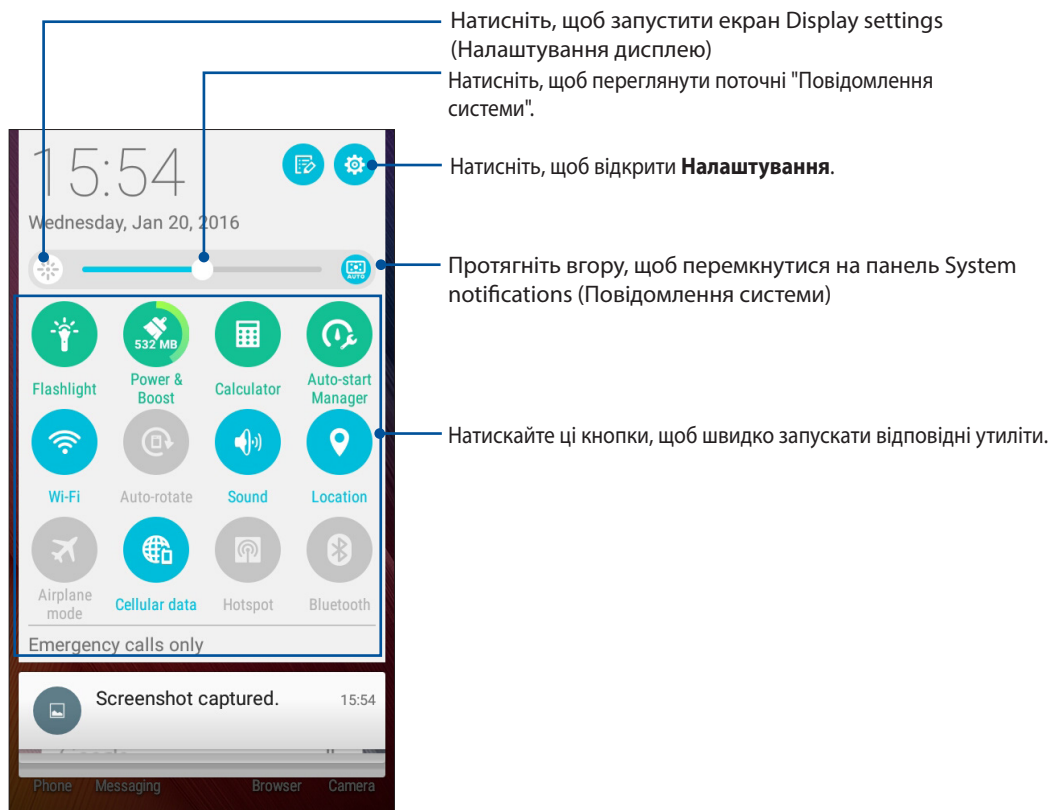 Натисніть, щоб запустити екран Display settings
(Налаштування дисплею)
Натисніть, щоб переглянути поточні "Повідомлення
системи".
Натисніть, щоб відкрити Налаштування.
Протягніть вгору, щоб перемкнутися на панель System
notifications (Повідомлення системи)
Натискайте ці кнопки, щоб швидко запускати відповідні утиліти.
15:54
Wednesday, Jan 20, 2016
AUTO
532 MB
Flashlight
Power &
Boost
Calculator
Auto-start
Manager
Wi-Fi
Auto-rotate
Sound
Location
Airplane
mode
Cellular data
Hotspot
Bluetooth
Emergency calls only
Screenshot captured.
15:54
Phone
Messaging
Browser
Camera